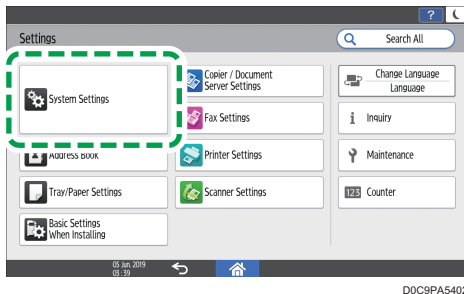 ?
Settings
Search All
System Settings
Copier / Document
Server Settings
Change Language
Language
Fax Settings
i Inquiry
Address Book
Printer Settings
Maintenance
Tray/Paper Settings
Scanner Settings
123 Counter
Basic Settings
When Installing
05 Jun. 2019
03 : 39
D0C9PA5402